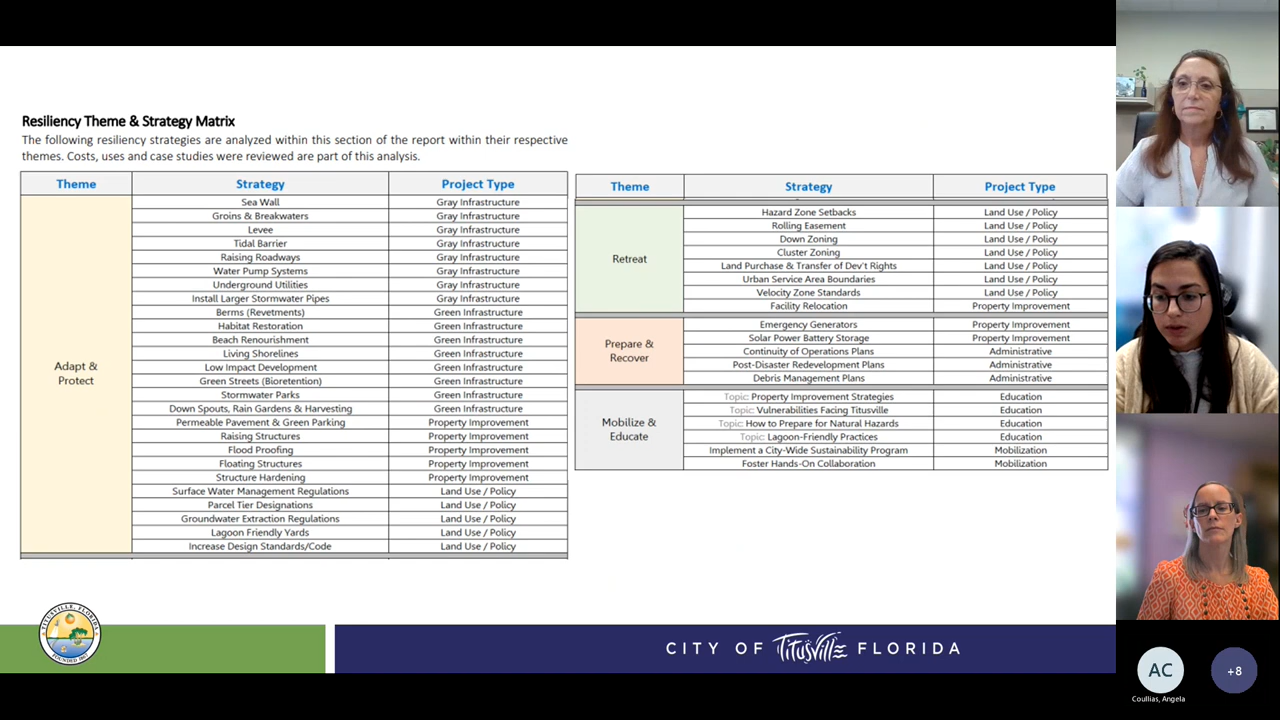 Resiliency Theme & Strategy Matrix
The following resiliency strategies are analyzed within this section of the report within their respective
themes. Costs, uses and case studies were reviewed are part of this analysis.
Theme Strategy Project Type
Adapt & Protect
Sea Wall Gray Infrastructure
Groins & Breakwaters Gray Infrastructure
Levee Gray Infrastructure
Tidal Barrier Gray Infrastructure
Raising Roadways Gray Infrastructure
Water Pump Systems Gray Infrastructure
Underground Utilities Gray Infrastructure
Install Larger Stormwater Pipes Gray Infrastructure
Berms (Revetments) Green Infrastructure
Habitat Restoration Green Infrastructure
Beach Renourishment Green Infrastructure
Living Shorelines Green Infrastructure
Low Impact Development Green Infrastructure
Green Streets (Bioretention) Green Infrastructure
Stormwater Parks Green Infrastructure
Down Spouts, Rain Gardens & Harvesting Green Infrastructure
Permeable Pavement & Green Parking Property Improvement
Raising Structures Property Improvement
Flood Proofing Property Improvement
Floating Structures Property Improvement
Structure Hardening Property Improvement
Surface Water Management Regulations Land Use / Policy
Parcel Tier Designations Land Use / Policy
Groundwater Extraction Regulations Land Use / Policy
Lagoon Friendly Yards Land Use / Policy
Increase Design Standards/Code Land Use / Policy
Theme Strategy Project Type
Retreat
Hazard Zone Setbacks Land Use / Policy
Rolling Easement Land Use / Policy
Down Zoning Land Use / Policy
Cluster Zoning Land Use / Policy
Land Purchase & Transfer of Dev't Rights Land Use / Policy
Urban Service Area Boundaries Land Use / Policy
Velocity Zone Standards Land Use / Policy
Facility Relocation Property Improvement
Prepare & Recover
Emergency Generators Property Improvement
Solar Power Battery Storage Property Improvement
Continuity of Operations Plans Administrative
Post-Disaster Redevelopment Plans Administrative
Debris Management Plans Administrative
Mobilize & Educate
Topic: Property Improvement Strategies Education
Topic: Vulnerabilities Facing Titusville Education
Topic: How to Prepare for Natural Hazards Education
Topic: Lagoon-Friendly Practices Education
Implement a City-Wide Sustainability Program Mobilization
Foster Hands-On Collaboration Mobilization
TITUSVILLE, FLORIDA
CITY OF Titusville FLORIDA
AC
+8
Coullias, Angela